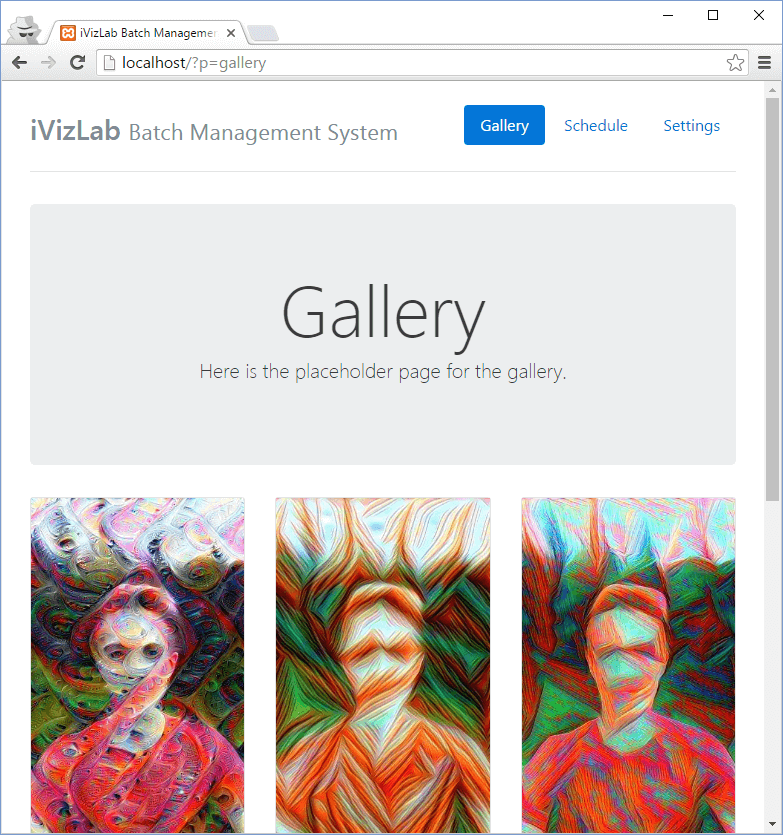 iVizLab Batch Managemen
localhost/?p=gallery
iVizLab Batch Management System
Gallery
Schedule
Settings
Gallery
Here is the placeholder page for the gallery.